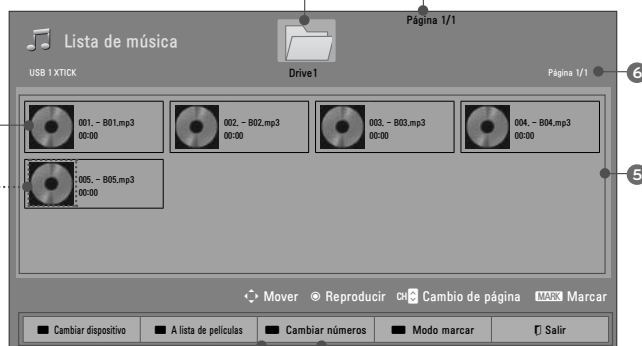 Página 1/1
Lista de música
Drive1
USB 1 XTICK
Página 1/1
6
001. - B01.mp3
00:00
002. - B02.mp3
00:00
003. - B03.mp3
00:00
004. - B04.mp3
00:00
005. - B05.mp3
00:00
5
Mover
Reproducir
CH Cambio de página
MARK Marcar
Cambiar dispositivo
A lista de películas
Cambiar números
Modo marcar
Salir